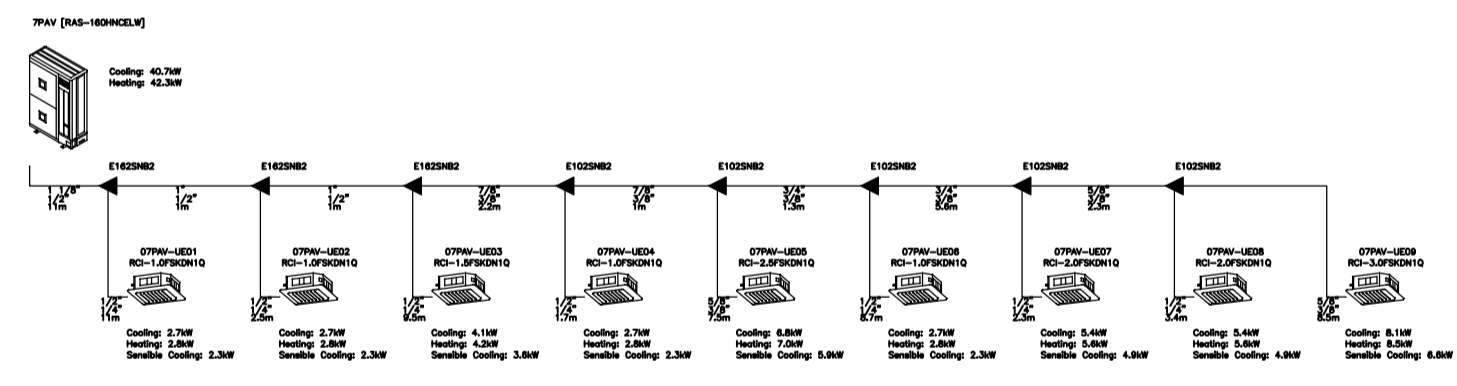 7PAV [RAS-160HNCELW]
Cooling: 40.7kW
Heating: 42.3kW
E162SNB2 E162SNB2 E162SNB2 E102SNB2 E102SNB2 E102SNB2 E102SNB2 E102SNB2
1 1/8" 1" 1" 7/8" 7/8" 3/4" 3/4" 5/8"
1/2" 1/2" 1/2" 3/8" 3/8" 3/8" 3/8" 3/8"
11m 1m 1m 2.2m 1m 1.3m 5.6m 2.3m
07PAV-UE01 07PAV-UE02 07PAV-UE03 07PAV-UE04 07PAV-UE05 07PAV-UE06 07PAV-UE07 07PAV-UE08 07PAV-UE09
RCI-1.0FSKDN1Q RCI-1.0FSKDN1Q RCI-1.5FSKDN1Q RCI-1.0FSKDN1Q RCI-2.5FSKDN1Q RCI-1.0FSKDN1Q RCI-2.0FSKDN1Q RCI-2.0FSKDN1Q RCI-3.0FSKDN1Q
1/2" 1/2" 1/2" 1/2" 5/8" 1/2" 1/2" 1/2" 5/8"
1/4" 1/4" 1/4" 1/4" 3/8" 1/4" 1/4" 1/4" 3/8"
11m 2.5m 9.5m 1.7m 7.5m 2.3m 3.4m
Cooling: 2.7kW Cooling: 2.7kW Cooling: 4.1kW Cooling: 2.7kW Cooling: 6.8kW Cooling: 2.7kW Cooling: 5.4kW Cooling: 5.4kW Cooling: 8.1kW
Heating: 2.8kW Heating: 2.8kW Heating: 4.2kW Heating: 2.8kW Heating: 7.0kW Heating: 2.8kW Heating: 5.6kW Heating: 5.6kW Heating: 8.5kW
Sensible Cooling: 2.3kW Sensible Cooling: 2.3kW Sensible Cooling: 3.6kW Sensible Cooling: 2.3kW Sensible Cooling: 5.9kW Sensible Cooling: 2.3kW Sensible Cooling: 4.9kW Sensible Cooling: 4.9kW Sensible Cooling: 6.6kW